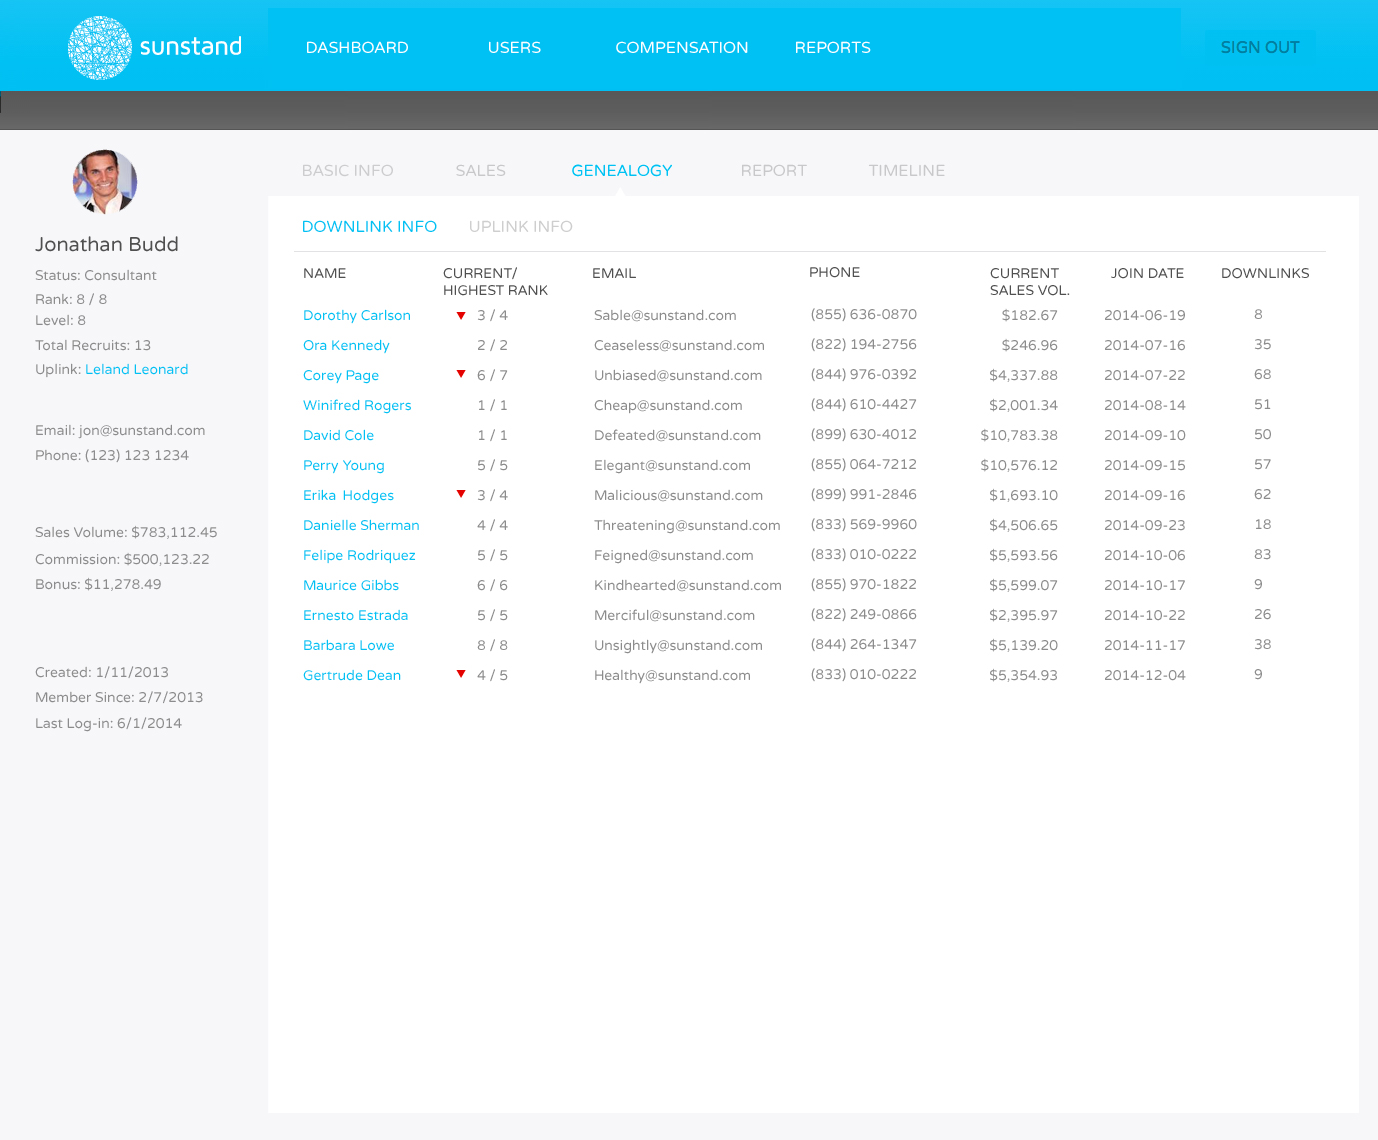 sunstand
DASHBOARD USERS COMPENSATION REPORTS SIGN OUT
BASIC INFO SALES GENEALOGY REPORT TIMELINE
DOWNLINK INFO UPLINK INFO
Jonathan Budd
Status: Consultant
Rank: 8 / 8
Level: 8
Total Recruits: 13
Uplink: Leland Leonard
Email: jon@sunstand.com
Phone: (123) 123 1234
Sales Volume: $783,112.45
Commission: $500,123.22
Bonus: $11,278.49
Created: 1/11/2013
Member Since: 2/7/2013
Last Log-in: 6/1/2014
NAME CURRENT/ EMAIL PHONE CURRENT JOIN DATE DOWNLINKS
HIGHEST RANK SALES VOL.
Dorothy Carlson 3 / 4 Sable@sunstand.com (855) 636-0870 $182.67 2014-06-19 8
Ora Kennedy 2 / 2 Ceaseless@sunstand.com (822) 194-2756 $246.96 2014-07-16 35
Corey Page 6 / 7 Unbiased@sunstand.com (844) 976-0392 $4,337.88 2014-07-22 68
Winifred Rogers 1 / 1 Cheap@sunstand.com (844) 610-4427 $2,001.34 2014-08-14 51
David Cole 1 / 1 Defeated@sunstand.com (899) 630-4012 $10,783.38 2014-09-10 50
Perry Young 5 / 5 Elegant@sunstand.com (855) 064-7212 $10,576.12 2014-09-15 57
Erika Hodges 3 / 4 Malicious@sunstand.com (899) 991-2846 $1,693.10 2014-09-16 62
Danielle Sherman 4 / 4 Threatening@sunstand.com (833) 569-9960 $4,506.65 2014-09-23 18
Felipe Rodriquez 5 / 5 Feigned@sunstand.com (833) 010-0222 $5,593.56 2014-10-06 83
Maurice Gibbs 6 / 6 Kindhearted@sunstand.com (855) 970-1822 $5,599.07 2014-10-17 9
Ernesto Estrada 5 / 5 Merciful@sunstand.com (822) 249-0866 $2,395.97 2014-10-22 26
Barbara Lowe 8 / 8 Unsightly@sunstand.com (844) 264-1347 $5,139.20 2014-11-17 38
Gertrude Dean 4 / 5 Healthy@sunstand.com (833) 010-0222 $5,354.93 2014-12-04 9